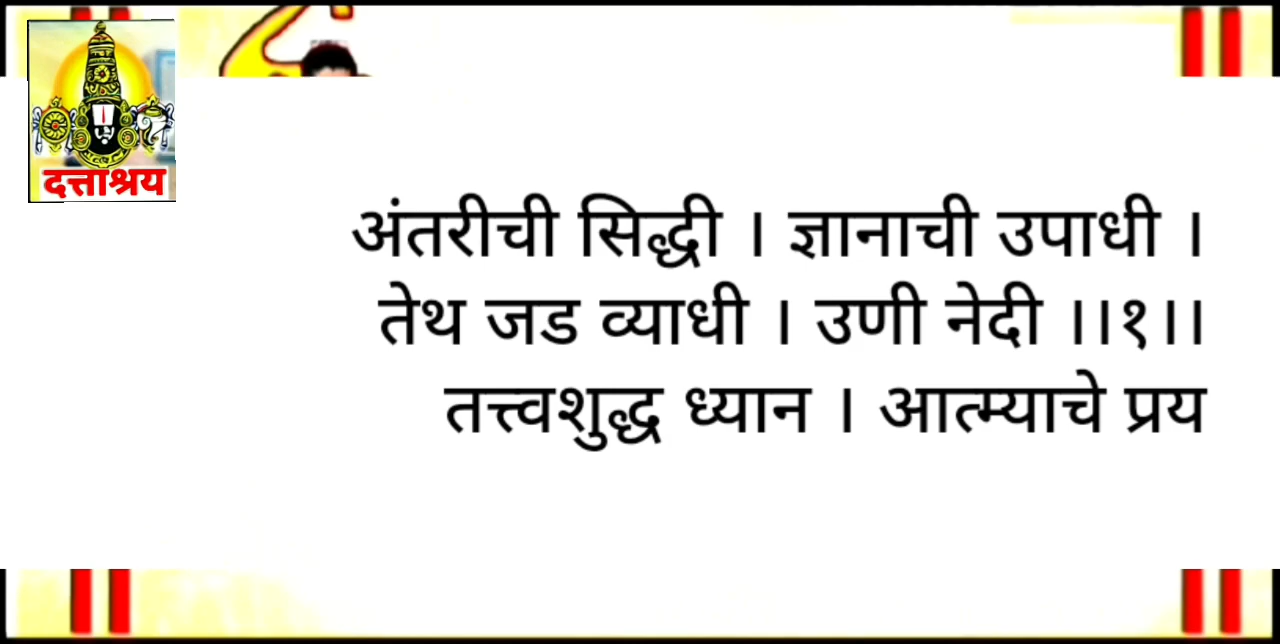 दत्ताश्रय
अंतरीची सिद्धी । ज्ञानाची उपाधी ।
तेथ जड व्याधी । उणी नेदी ।।१।।
तत्त्वशुद्ध ध्यान । आत्म्याचे प्रय